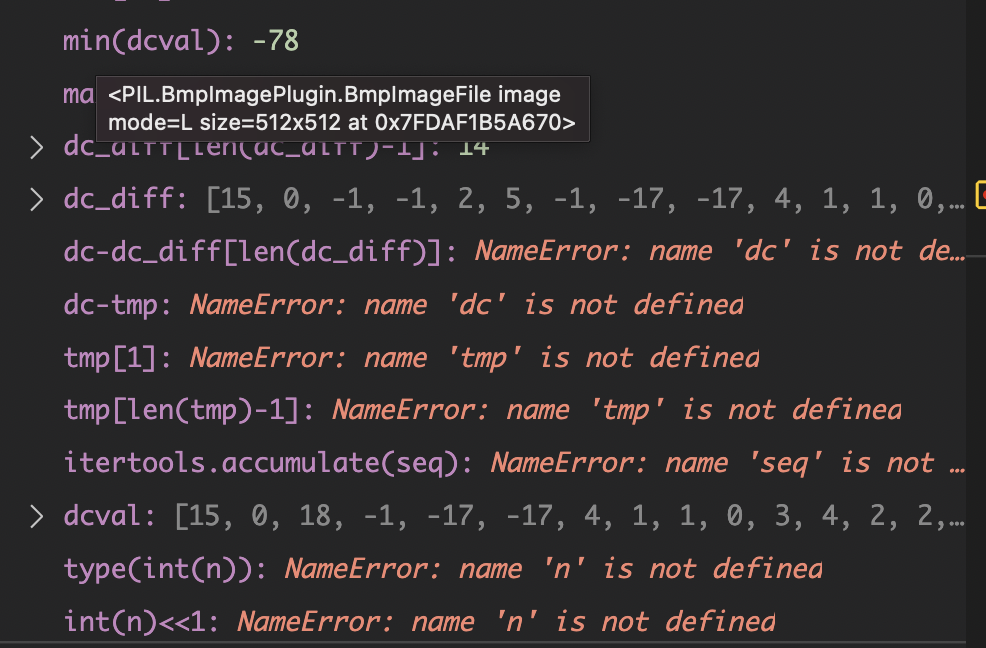 min(dcval): -78
ma
<PIL.BmpImagePlugin.BmpImageFile image
mode=L size=512x512 at 0x7FDAF1B5A670>
dc_diff[len(dc_diff)-1]: 14
dc_diff: [15, 0, -1, -1, 2, 5, -1, -17, -17, 4, 1, 1, 0,…
dc-dc_diff[len(dc_diff)]: NameError: name 'dc' is not de…
dc-tmp: NameError: name 'dc' is not defined
tmp[1]: NameError: name 'tmp' is not defined
tmp[len(tmp)-1]: NameError: name 'tmp' is not defined
itertools.accumulate(seq): NameError: name 'seq' is not …
dcval: [15, 0, 18, -1, -17, -17, 4, 1, 1, 0, 3, 4, 2, 2,…
type(int(n)): NameError: name 'n' is not defined
int(n)<<1: NameError: name 'n' is not defined